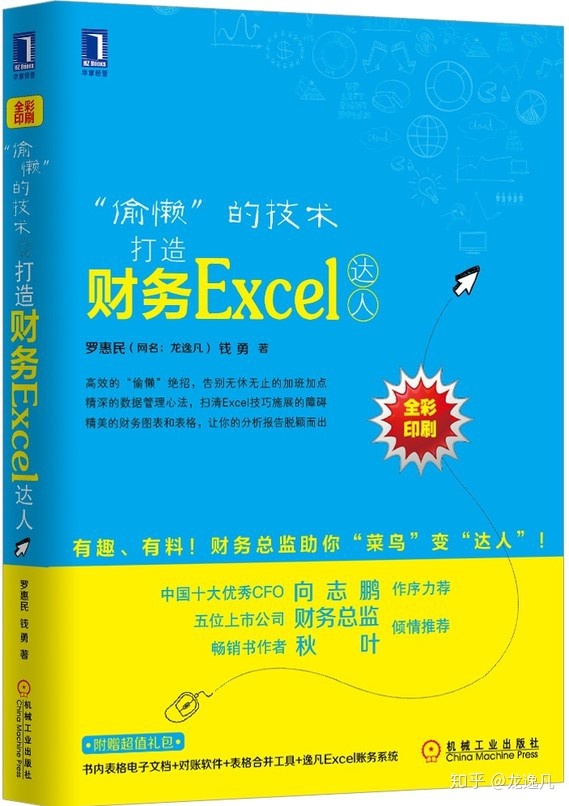 HZ Books
华章经管
全彩
印刷
“偷懒”的技术
打造
财务Excel
达人
罗惠民 钱勇 著
机械工业出版社
China Machine Press
HZ Books
华章经管
“偷懒”的技术
打造
财务Excel达人
罗惠民(网名:龙逸凡)钱勇 著
高效的“偷懒”绝招,告别无休无止的加班加点
精深的数据管理心法,扫清Excel技巧施展的障碍
精美的财务图表和表格,让你的分析报告脱颖而出
全彩
印刷
有趣、有料!财务总监助你“菜鸟”变“达人”!
中国十大优秀CFO 向志鹏 作序力荐
五位上市公司 财务总监 倾情推荐
畅销书作者 秋叶
附赠超值礼包
书内表格电子文档+对账软件+表格合并工具+逸凡Excel账务系统
机械工业出版社
China Machine Press
知乎 @龙逸凡